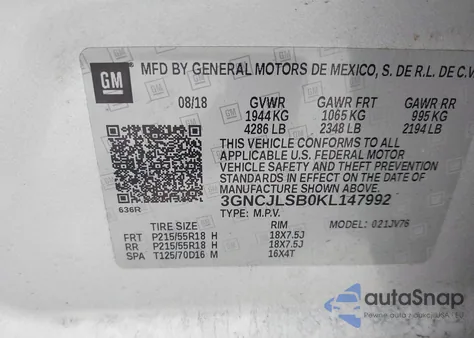 GM
MFD BY GENERAL MOTORS DE MEXICO, S. DE R.L. DE C.V
08/18 GVWR GAWR FRT GAWR RR
1944 KG 1065 KG 995 KG
4286 LB 2348 LB 2194 LB
THIS VEHICLE CONFORMS TO ALL
APPLICABLE U.S. FEDERAL MOTOR
VEHICLE SAFETY AND THEFT PREVENTION
STANDARDS IN EFFECT ON THE DATE OF
MANUFACTURE SHOWN ABOVE.
3GNCJLSB0KL147992
636R TYPE: M.P.V.
TIRE SIZE RIM MODEL: 021JV76
FRT P215/55R18 H 18X7.5J
RR P215/55R18 H 18X7.5J
SPA T125/70D16 M 16X4T
autoSnap